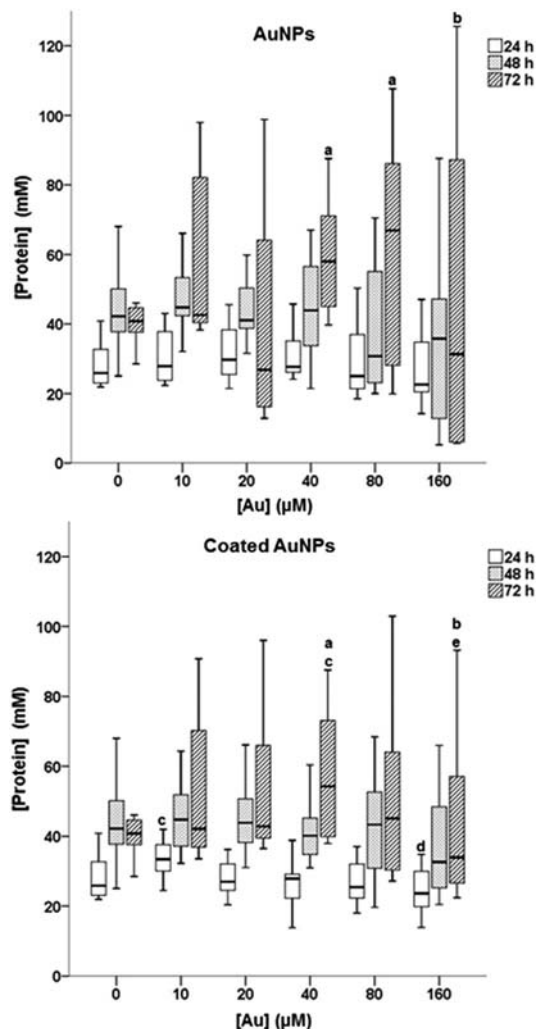 AuNPs
24 h
48 h
72 h
b
a
a
120
100
80
60
40
20
0
[Protein] (mM)
0 10 20 40 80 160
[Au] (µM)
Coated AuNPs
24 h
48 h
72 h
a
c
b
e
c
d
120
100
80
60
40
20
0
[Protein] (mM)
0 10 20 40 80 160
[Au] (µM)